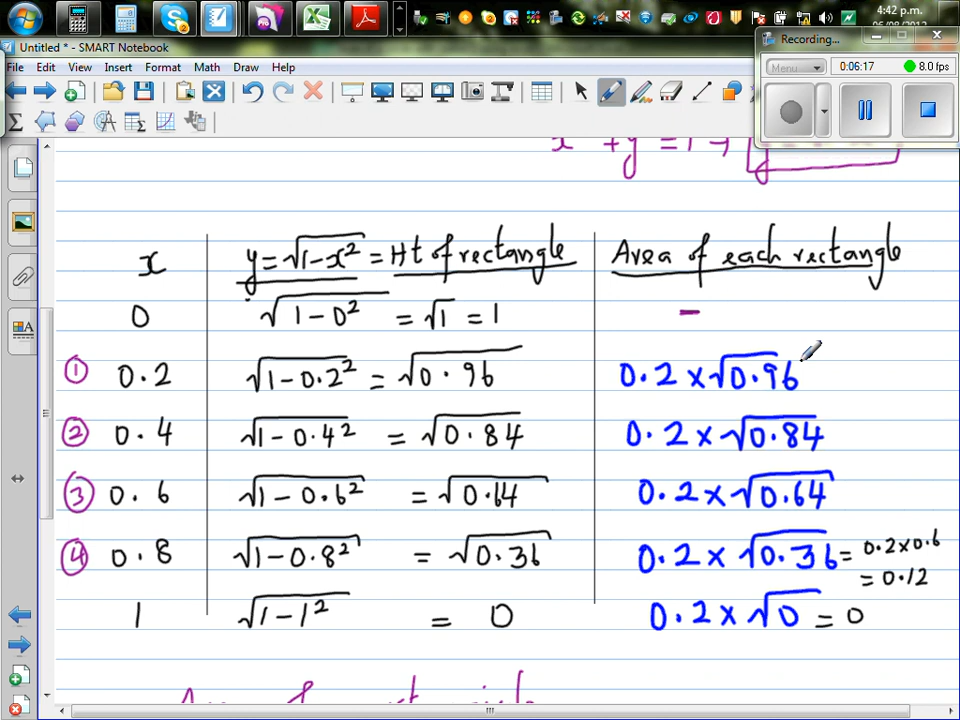 4:42 p.m.
06/08/2012
Untitled * - SMART Notebook
Recording...
File Edit View Insert Format Math Draw Help
Menu 0:06:17 8.0 fps
+ y = 1 →
x y = √1-x² = Ht of rectangle Area of each rectangle
0 √1-0² = √1 = 1 -
① 0.2 √1-0.2² = √0.96 0.2 × √0.96
② 0.4 √1-0.4² = √0.84 0.2 × √0.84
③ 0.6 √1-0.6² = √0.64 0.2 × √0.64
④ 0.8 √1-0.8² = √0.36 0.2 × √0.36 = 0.2×0.6
= 0.12
1 √1-1² = 0 0.2 × √0 = 0